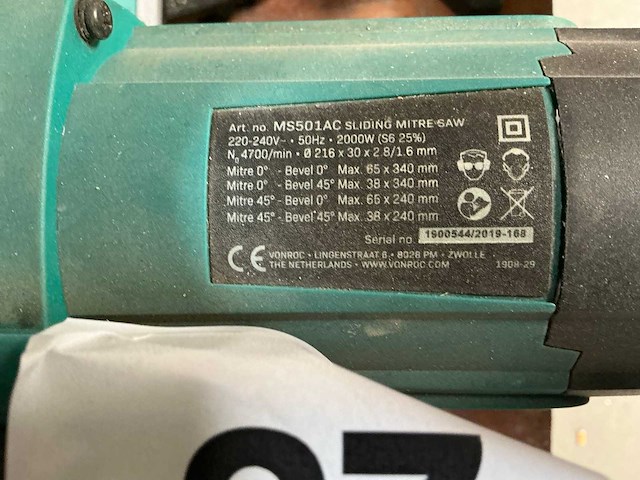 Art. no. MS501AC SLIDING MITRE SAW
220-240V~ • 50Hz • 2000W (S6 25%)
N₀ 4700/min • Ø 216 x 30 x 2.8/1.6 mm
Mitre 0° - Bevel 0° Max. 65 x 340 mm
Mitre 0° - Bevel 45° Max. 38 x 340 mm
Mitre 45° - Bevel 0° Max. 65 x 240 mm
Mitre 45° - Bevel 45° Max. 38 x 240 mm
Serial no. 1900544/2019-168
CE VONROC • LINGENSTRAAT 6 • 8028 PM • ZWOLLE
THE NETHERLANDS • WWW.VONROC.COM 1908-29